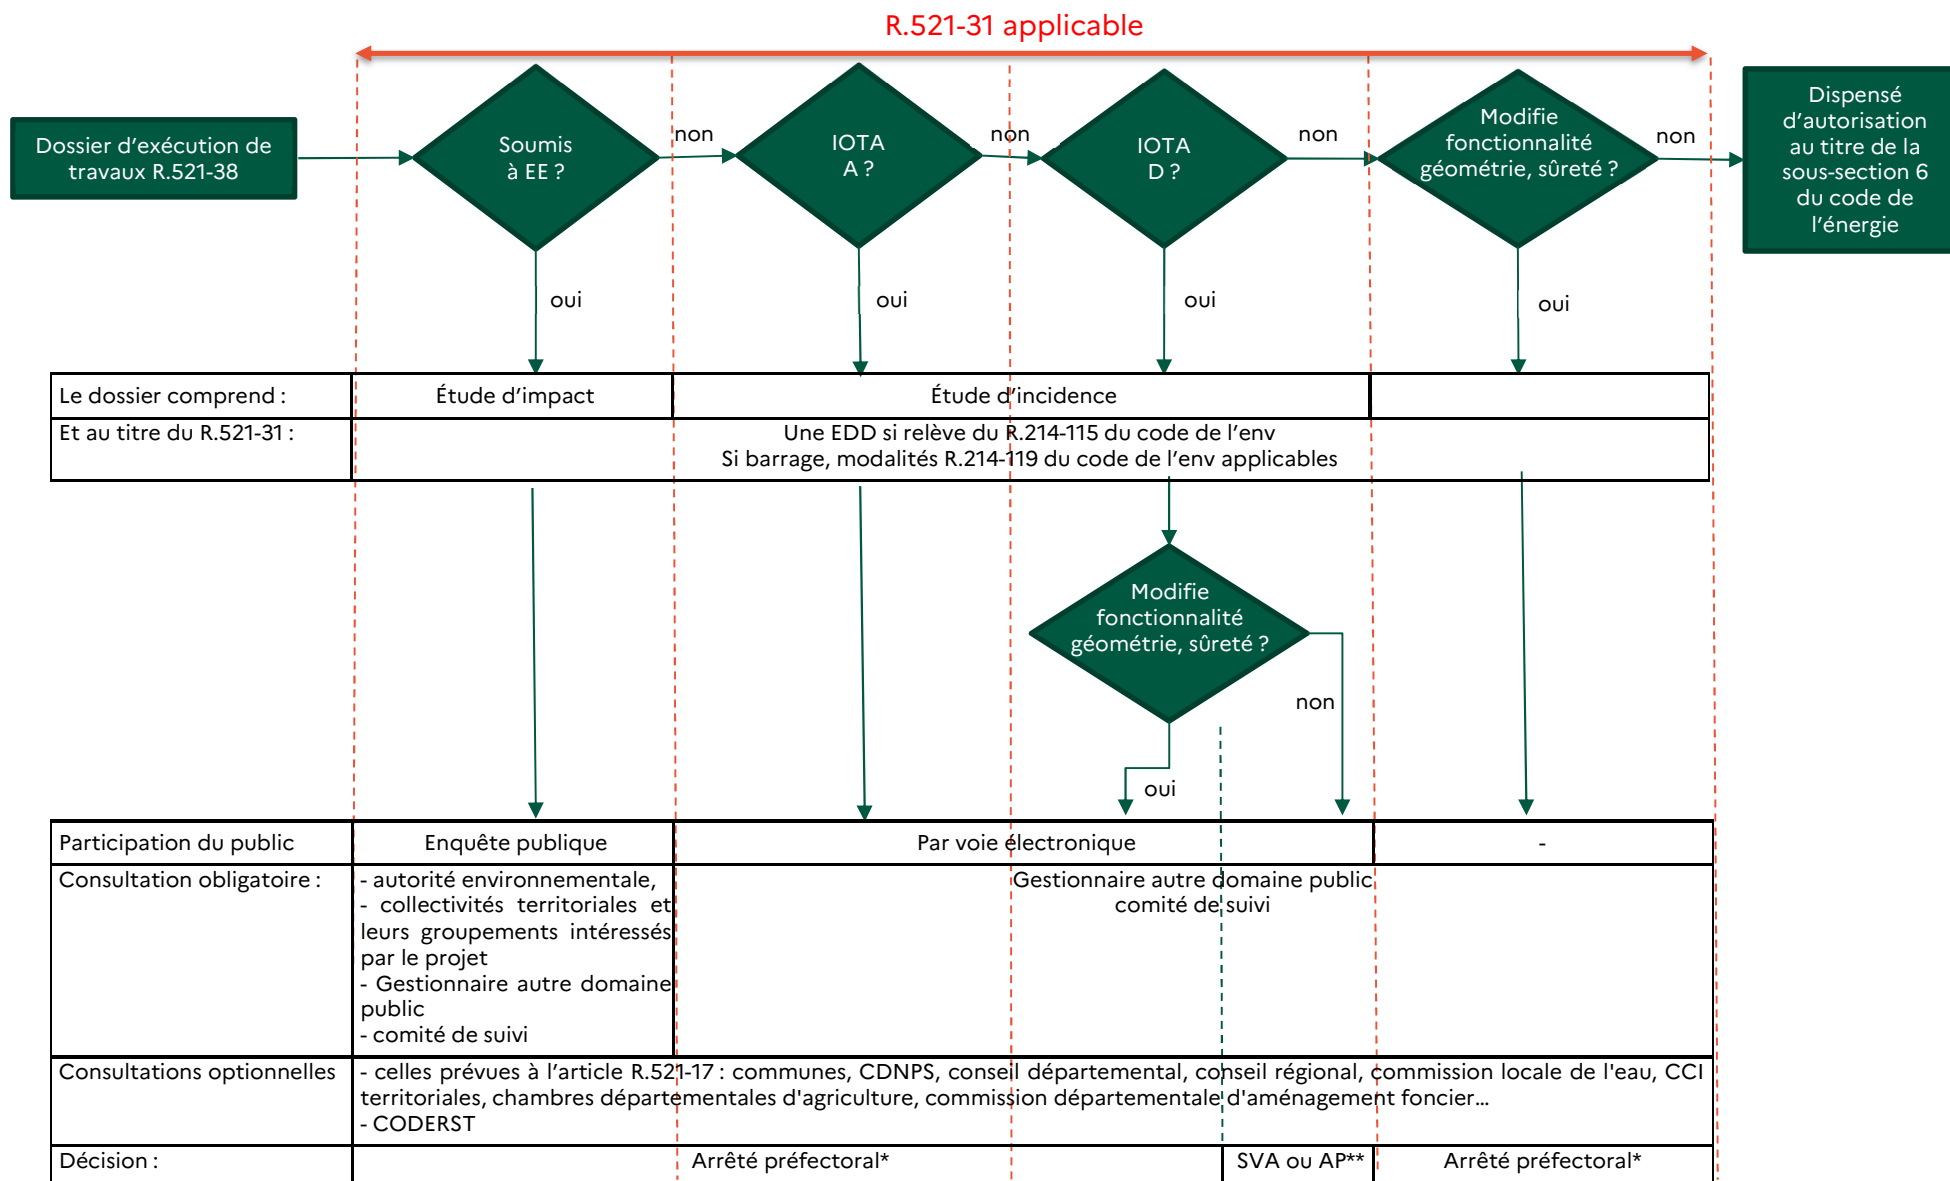 R.521-31 applicable
Dossier d'exécution de
travaux R.521-38
Soumis
à EE ?
non
IOTA
A ?
non
IOTA
D ?
non
Modifie
fonctionnalité
géométrie, sûreté ?
non
Dispensé
d'autorisation
au titre de la
sous-section 6
du code de
l'énergie
oui
oui
oui
oui
Le dossier comprend :
Étude d'impact
Étude d'incidence
Et au titre du R.521-31 :
Une EDD si relève du R.214-115 du code de l'env
Si barrage, modalités R.214-119 du code de l'env applicables
Modifie
fonctionnalité
géométrie, sûreté ?
non
oui
Participation du public
Enquête publique
Par voie électronique
-
Consultation obligatoire :
- autorité environnementale,
- collectivités territoriales et
leurs groupements intéressés
par le projet
- Gestionnaire autre domaine
public
- comité de suivi
Gestionnaire autre domaine public
comité de suivi
Consultations optionnelles
- celles prévues à l'article R.521-17 : communes, CDNPS, conseil départemental, conseil régional, commission locale de l'eau, CCI
territoriales, chambres départementales d'agriculture, commission départementale d'aménagement foncier...
- CODERST
Décision :
Arrêté préfectoral*
SVA ou AP**
Arrêté préfectoral*